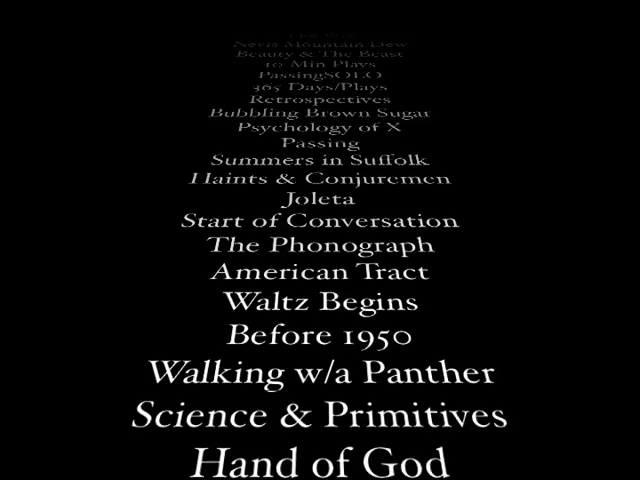 Nevis Mountain Dew
Beauty & The Beast
10 Min Plays
PassingSOLO
365 Days/Plays
Retrospectives
Bubbling Brown Sugar
Psychology of X
Passing
Summers in Suffolk
Haints & Conjuremen
Joleta
Start of Conversation
The Phonograph
American Tract
Waltz Begins
Before 1950
Walking w/a Panther
Science & Primitives
Hand of God